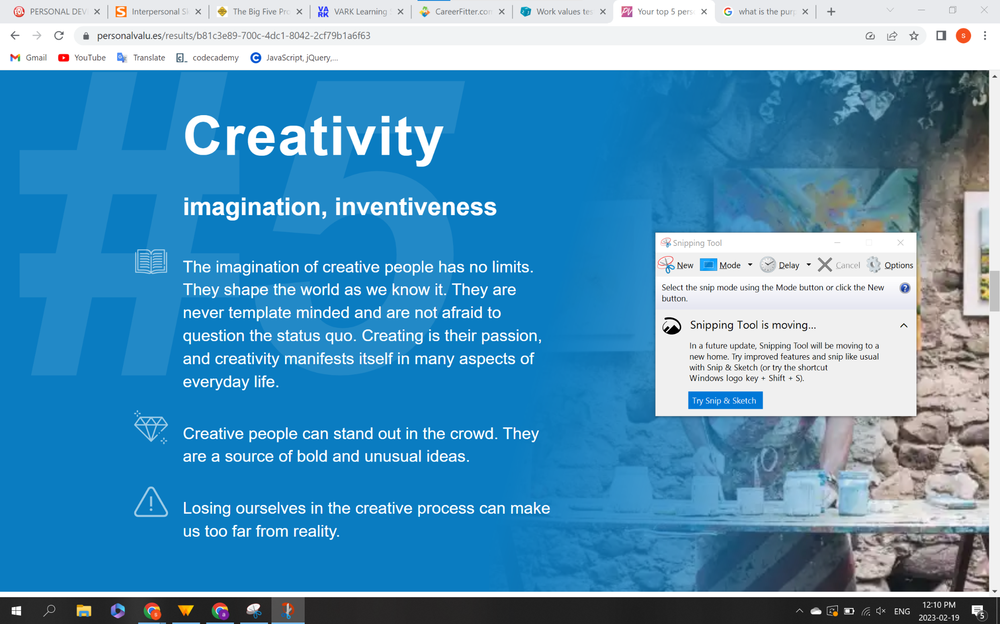 PERSONAL DEV
Interpersonal Sk
The Big Five Pro
VA
RK
VARK Learning S
CareerFitter.com
Work values tes
PV
Your top 5 perso
what is the purp
personalvalu.es/results/b81c3e89-700c-4dc1-8042-2cf79b1a6f63
S
Gmail
YouTube
Translate
codecademy
JavaScript, jQuery,...
#5
Creativity
imagination, inventiveness
The imagination of creative people has no limits.
They shape the world as we know it. They are
never template minded and are not afraid to
question the status quo. Creating is their passion,
and creativity manifests itself in many aspects of
everyday life.
Creative people can stand out in the crowd. They
are a source of bold and unusual ideas.
Losing ourselves in the creative process can make
us too far from reality.
Snipping Tool
New Mode Delay Cancel Options
Select the snip mode using the Mode button or click the New
button.
Snipping Tool is moving...
In a future update, Snipping Tool will be moving to a
new home. Try improved features and snip like usual
with Snip & Sketch (or try the shortcut
Windows logo key + Shift + S).
Try Snip & Sketch
ENG
12:10 PM
2023-02-19
5